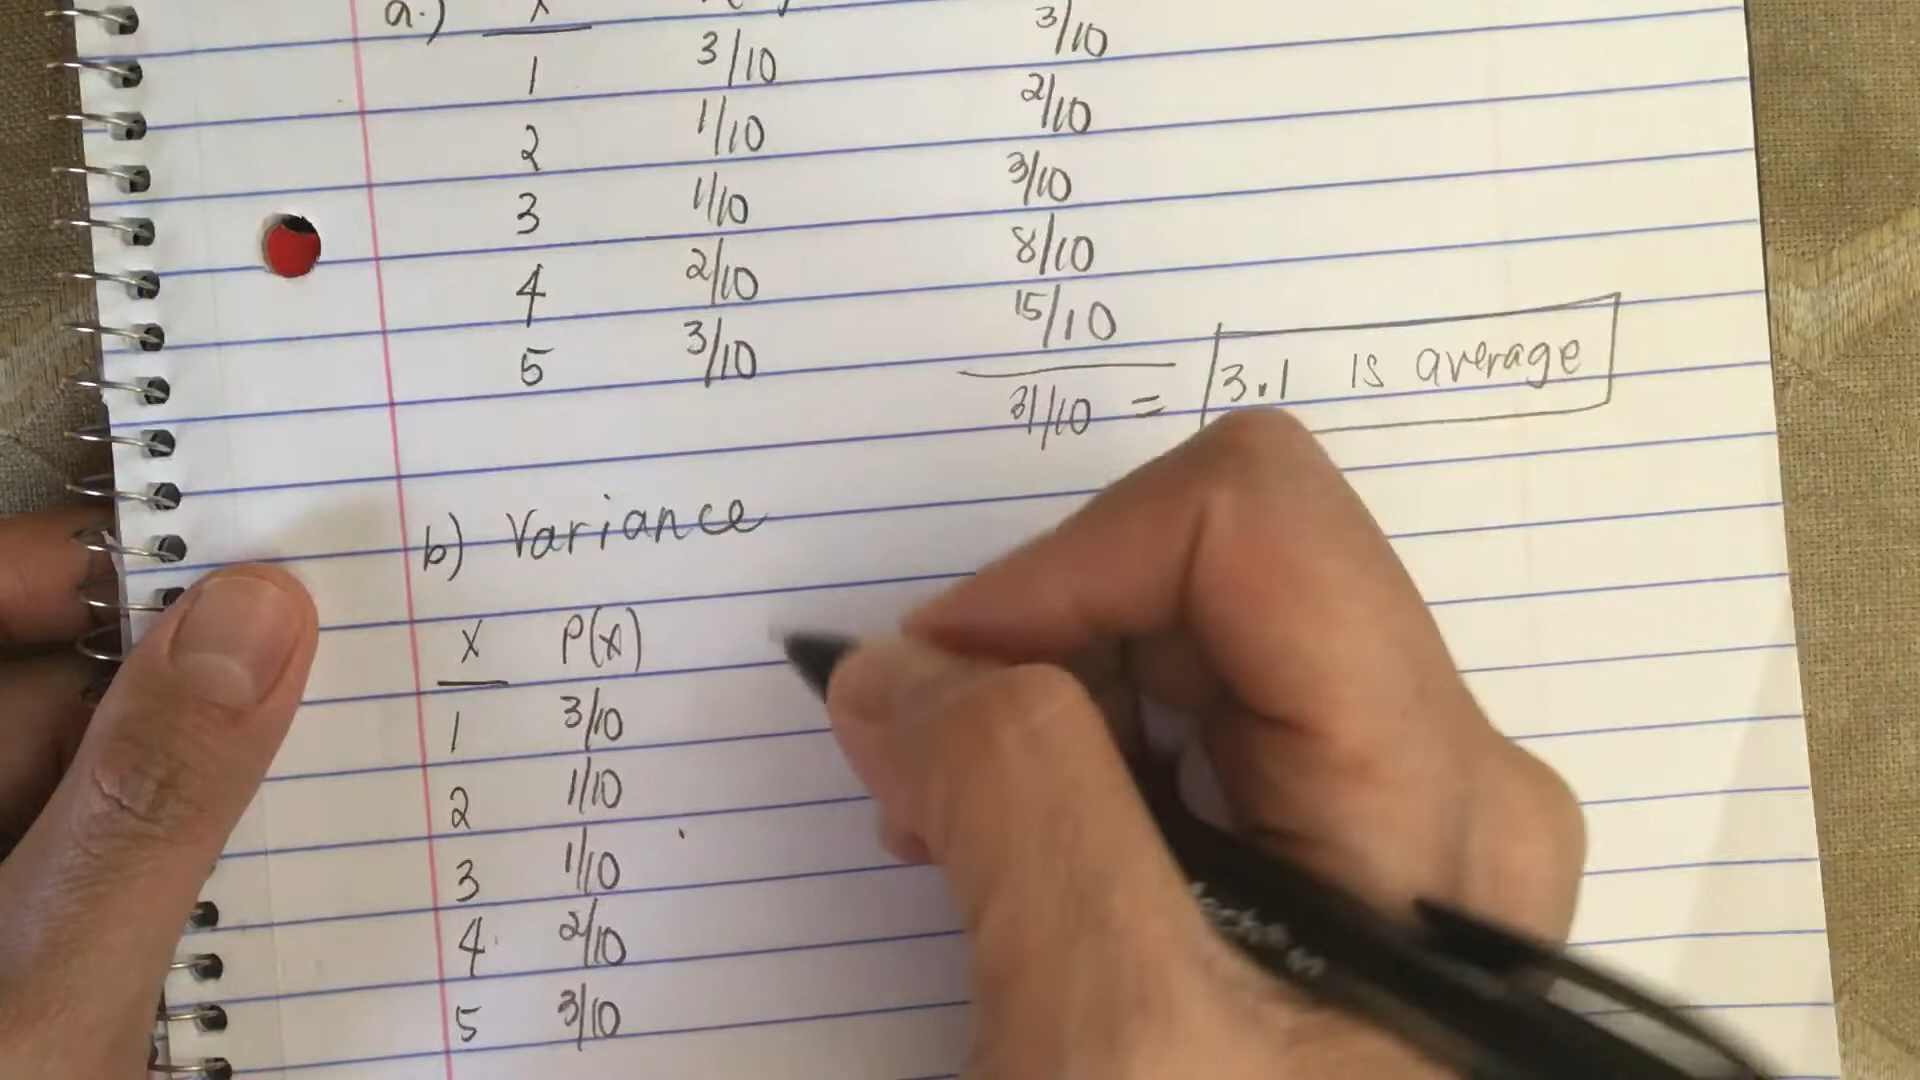 a.) X
1 3/10 3/10
2 1/10 2/10
3 1/10 3/10
4 2/10 8/10
5 3/10 15/10
31/10 = 3.1 is average
b) Variance
X P(x)
1 3/10
2 1/10
3 1/10
4 2/10
5 3/10